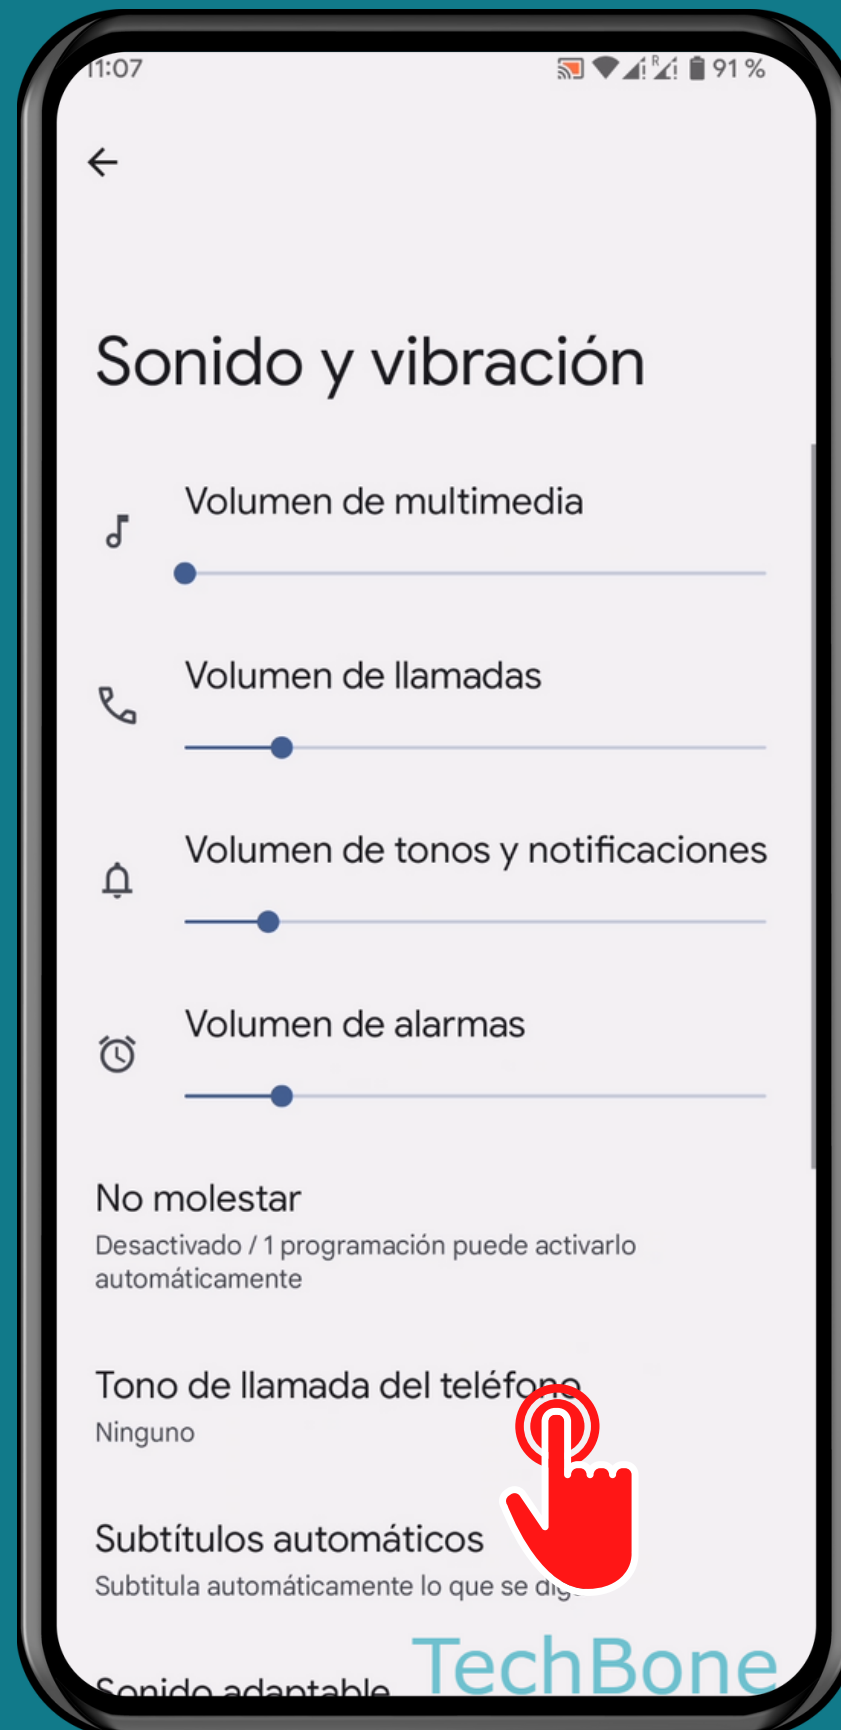 11:07
R
91 %
Sonido y vibración
Volumen de multimedia
Volumen de llamadas
Volumen de tonos y notificaciones
Volumen de alarmas
No molestar
Desactivado / 1 programación puede activarlo
automáticamente
Tono de llamada del teléfono
Ninguno
Subtítulos automáticos
Subtitula automáticamente lo que se
TechBone
Sonido adaptable